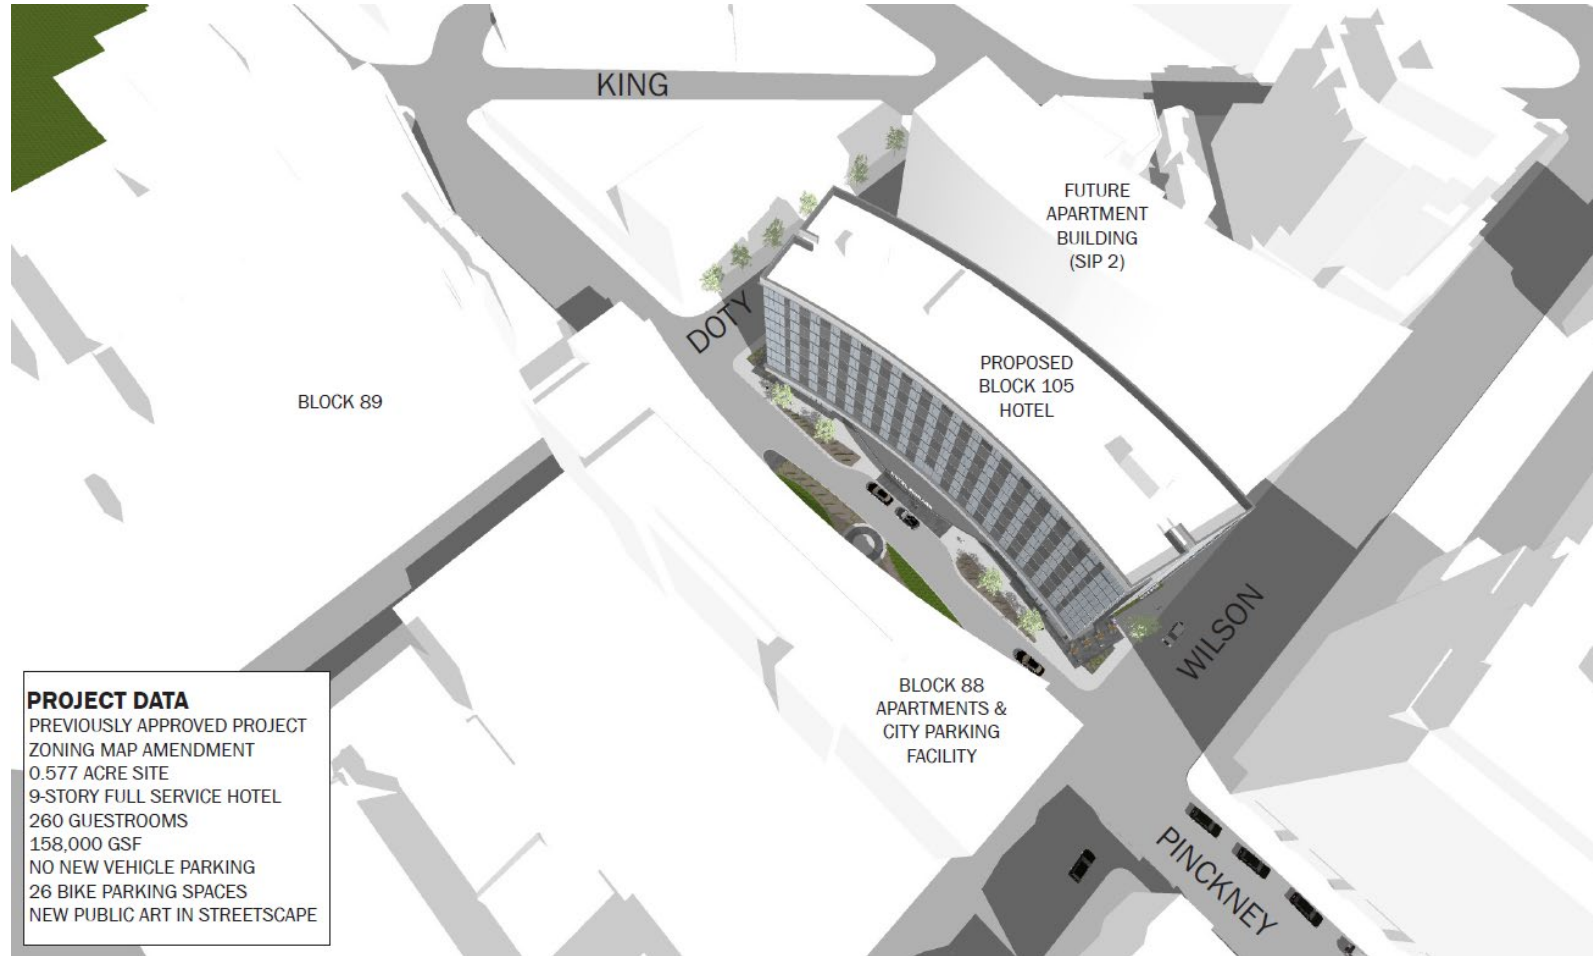 KING
FUTURE
APARTMENT
BUILDING
(SIP 2)
DOTY
PROPOSED
BLOCK 105
HOTEL
BLOCK 89
WILSON
BLOCK 88
APARTMENTS &
CITY PARKING
FACILITY
PINCKNEY
PROJECT DATA
PREVIOUSLY APPROVED PROJECT
ZONING MAP AMENDMENT
0.577 ACRE SITE
9-STORY FULL SERVICE HOTEL
260 GUESTROOMS
158,000 GSF
NO NEW VEHICLE PARKING
26 BIKE PARKING SPACES
NEW PUBLIC ART IN STREETSCAPE